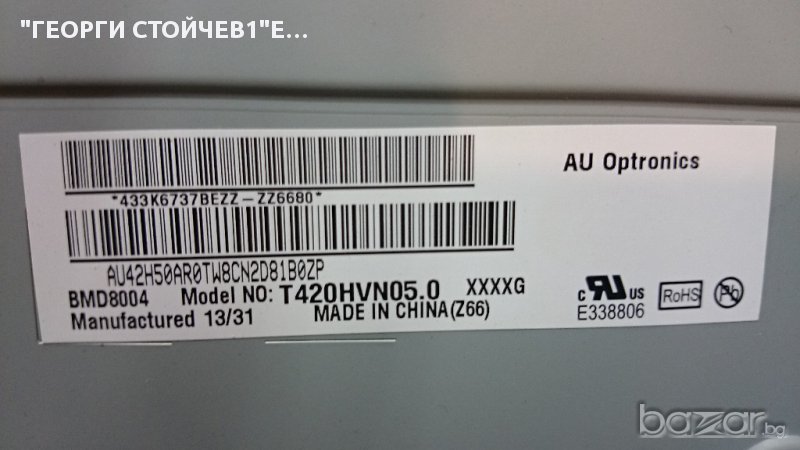 "ГЕОРГИ СТОЙЧЕВ1"Е...
AU Optronics
*433K6737BEZZ-ZZ6680*
AU42H50AR0TW8CN2D81B0ZP
BMD8004 Model NO: T420HVN05.0 XXXXG
Manufactured 13/31 MADE IN CHINA(Z66)
c RU US
E338806
RoHS
Pb
bazar.bg